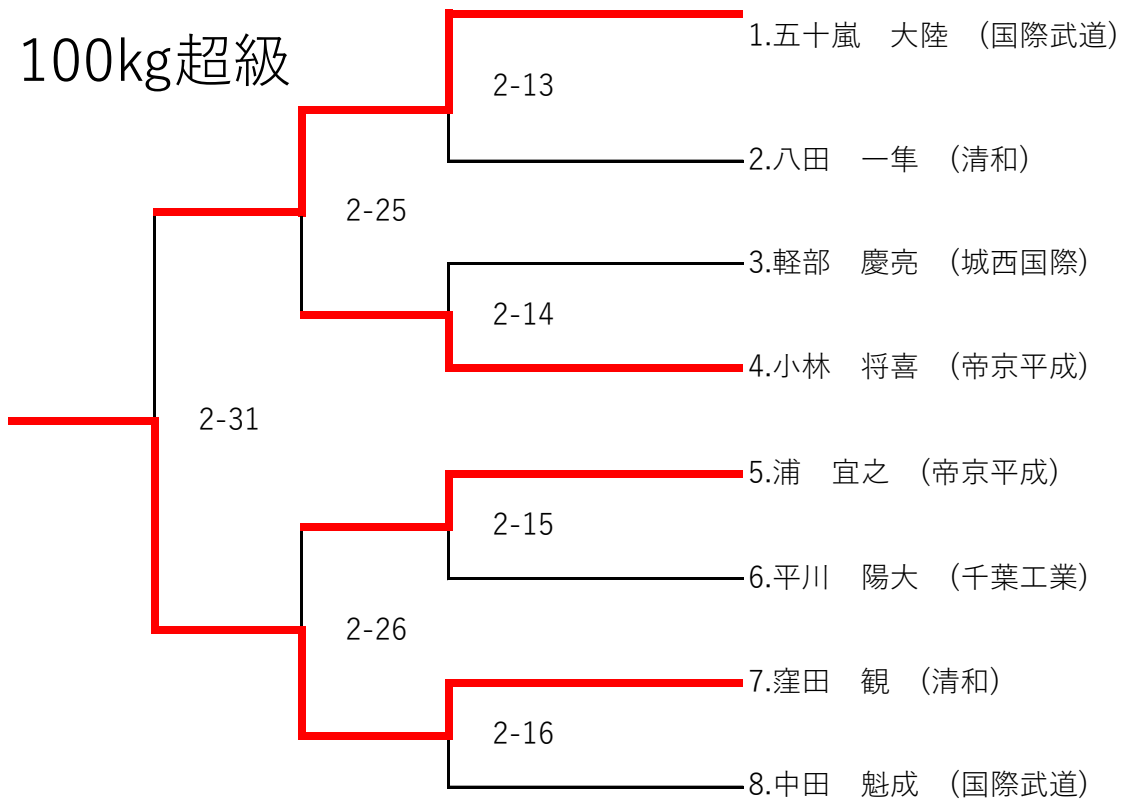 100kg超級
1.五十嵐　大陸　(国際武道)
2-13
2.八田　一隼　(清和)
2-25
3.軽部　慶亮　(城西国際)
2-14
4.小林　将喜　(帝京平成)
2-31
5.浦　宜之　(帝京平成)
2-15
6.平川　陽大　(千葉工業)
2-26
7.窪田　観　(清和)
2-16
8.中田　魁成　(国際武道)